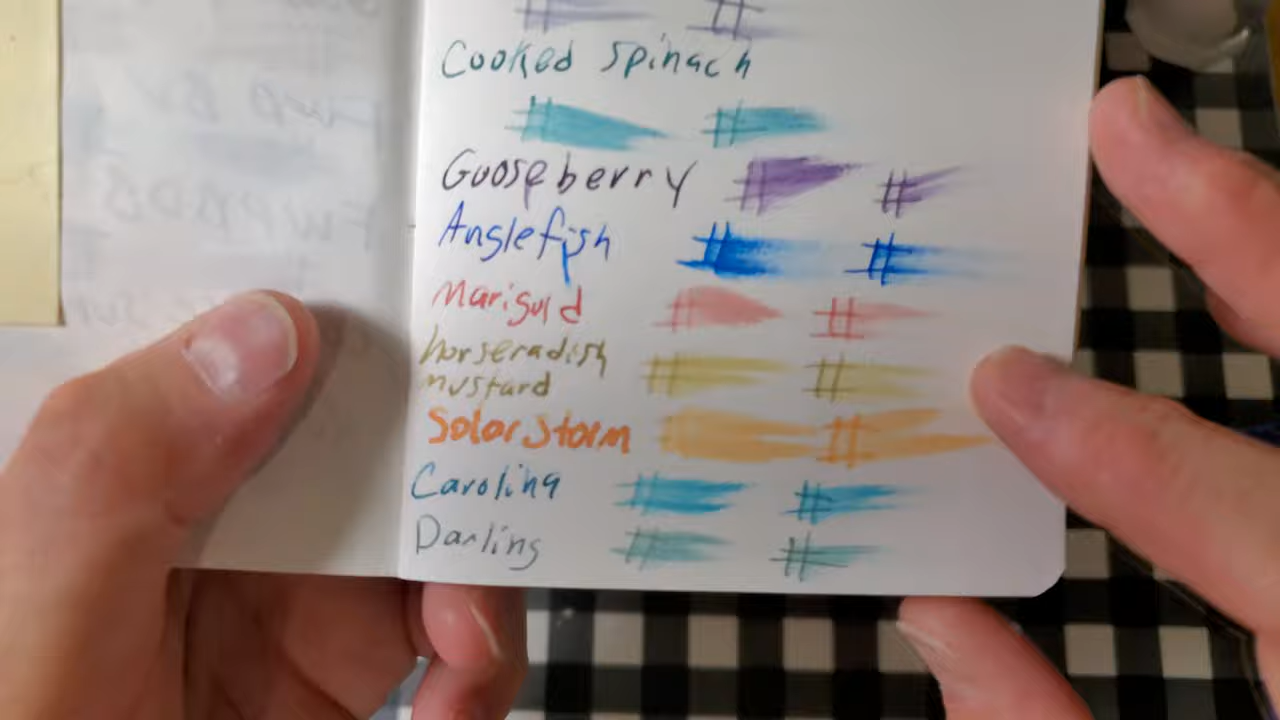 Cooked Spinach
Gooseberry
Anglefish
Marigold
horseradish
mustard
Solar Storm
Carolina
Darling